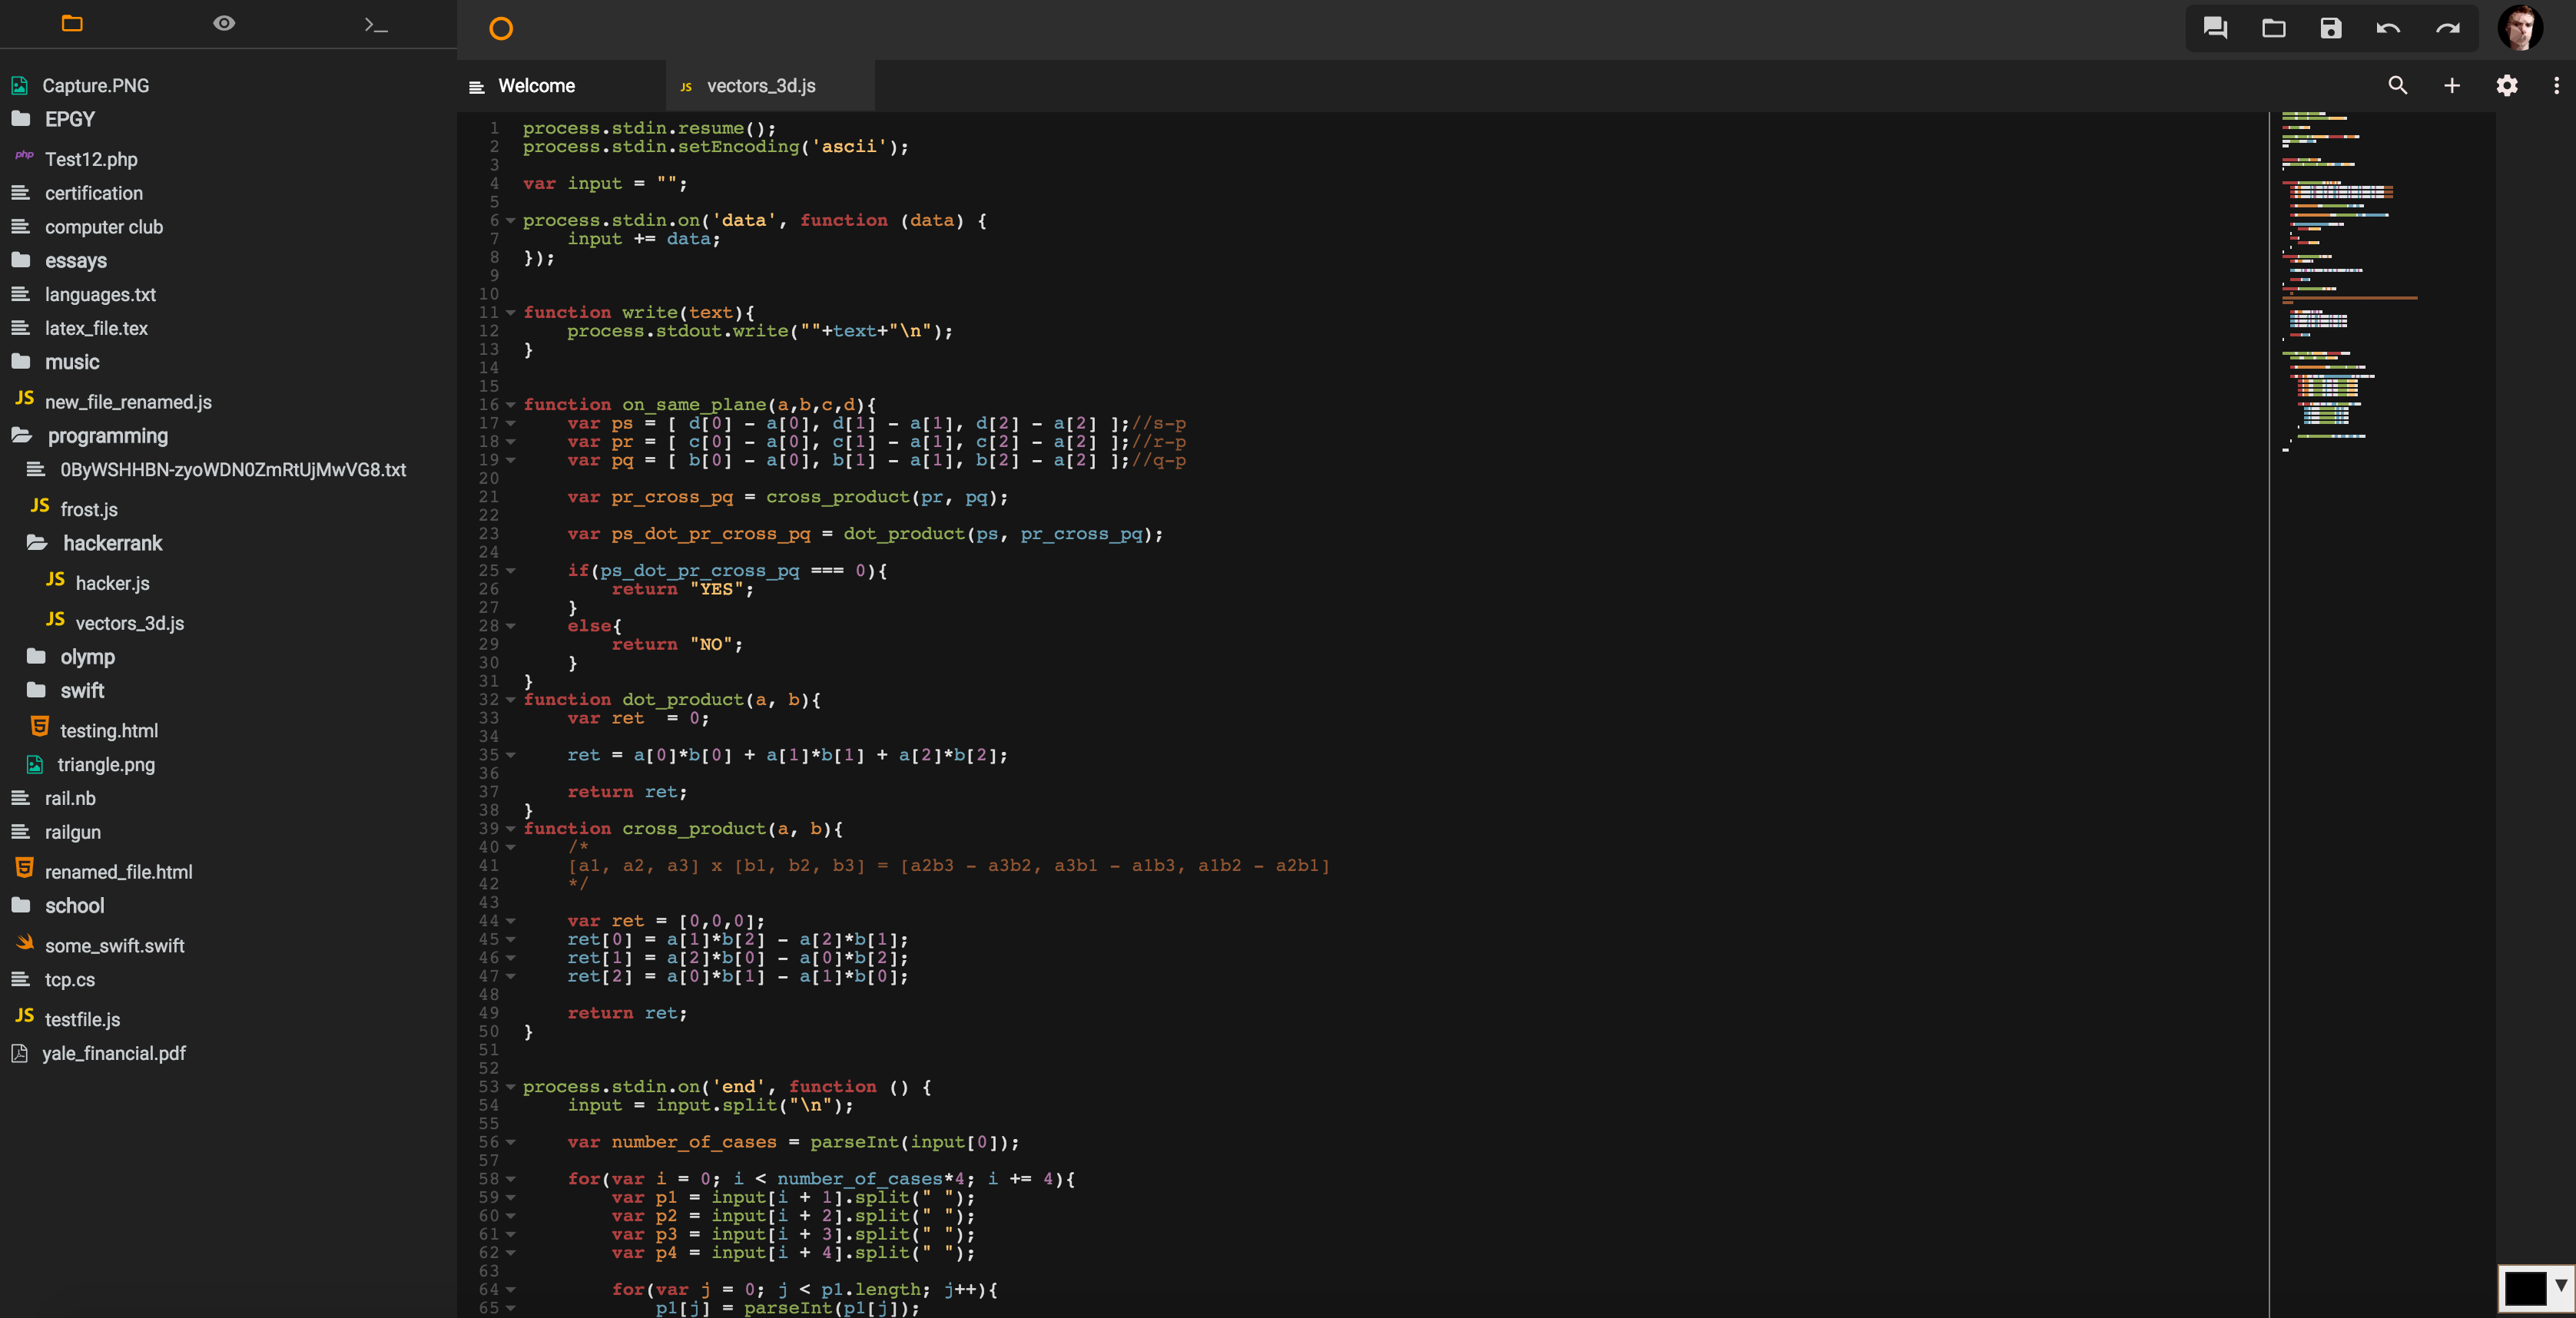 Capture.PNG
EPGY
php Test12.php
certification
computer club
essays
languages.txt
latex_file.tex
music
JS new_file_renamed.js
programming
0ByWSHHBN-zyoWDN0ZmRtUjMwVG8.txt
JS frost.js
hackerrank
JS hacker.js
JS vectors_3d.js
olymp
swift
5 testing.html
triangle.png
rail.nb
railgun
5 renamed_file.html
school
some_swift.swift
tcp.cs
JS testfile.js
yale_financial.pdf
Welcome
JS vectors_3d.js
1 process.stdin.resume();
2 process.stdin.setEncoding('ascii');
3
4 var input = "";
5
6 process.stdin.on('data', function (data) {
7     input += data;
8 });
9
10
11 function write(text){
12     process.stdout.write(""+text+"\n");
13 }
14
15
16 function on_same_plane(a,b,c,d){
17     var ps = [ d[0] - a[0], d[1] - a[1], d[2] - a[2] ];//s-p
18     var pr = [ c[0] - a[0], c[1] - a[1], c[2] - a[2] ];//r-p
19     var pq = [ b[0] - a[0], b[1] - a[1], b[2] - a[2] ];//q-p
20
21     var pr_cross_pq = cross_product(pr, pq);
22
23     var ps_dot_pr_cross_pq = dot_product(ps, pr_cross_pq);
24
25     if(ps_dot_pr_cross_pq === 0){
26         return "YES";
27     }
28     else{
29         return "NO";
30     }
31 }
32 function dot_product(a, b){
33     var ret  = 0;
34
35     ret = a[0]*b[0] + a[1]*b[1] + a[2]*b[2];
36
37     return ret;
38 }
39 function cross_product(a, b){
40     /*
41     [a1, a2, a3] x [b1, b2, b3] = [a2b3 - a3b2, a3b1 - a1b3, a1b2 - a2b1]
42     */
43
44     var ret = [0,0,0];
45     ret[0] = a[1]*b[2] - a[2]*b[1];
46     ret[1] = a[2]*b[0] - a[0]*b[2];
47     ret[2] = a[0]*b[1] - a[1]*b[0];
48
49     return ret;
50 }
51
52
53 process.stdin.on('end', function () {
54     input = input.split("\n");
55
56     var number_of_cases = parseInt(input[0]);
57
58     for(var i = 0; i < number_of_cases*4; i += 4){
59         var p1 = input[i + 1].split(" ");
60         var p2 = input[i + 2].split(" ");
61         var p3 = input[i + 3].split(" ");
62         var p4 = input[i + 4].split(" ");
63
64         for(var j = 0; j < p1.length; j++){
65             p1[j] = parseInt(p1[j]);